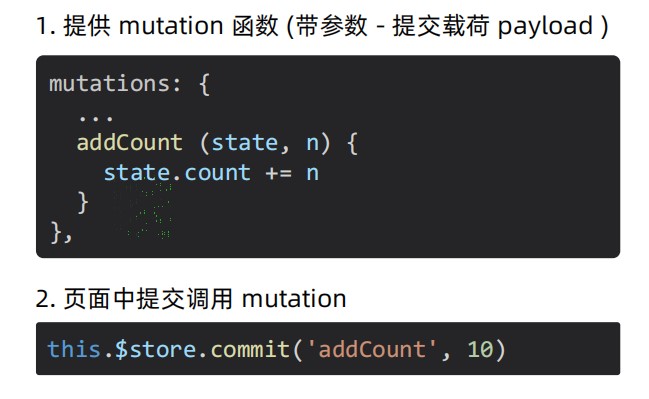 1. 提供 mutation 函数 (带参数 - 提交载荷 payload )
mutations: {
  ...
  addCount (state, n) {
    state.count += n
  }
},
2. 页面中提交调用 mutation
this.$store.commit('addCount', 10)